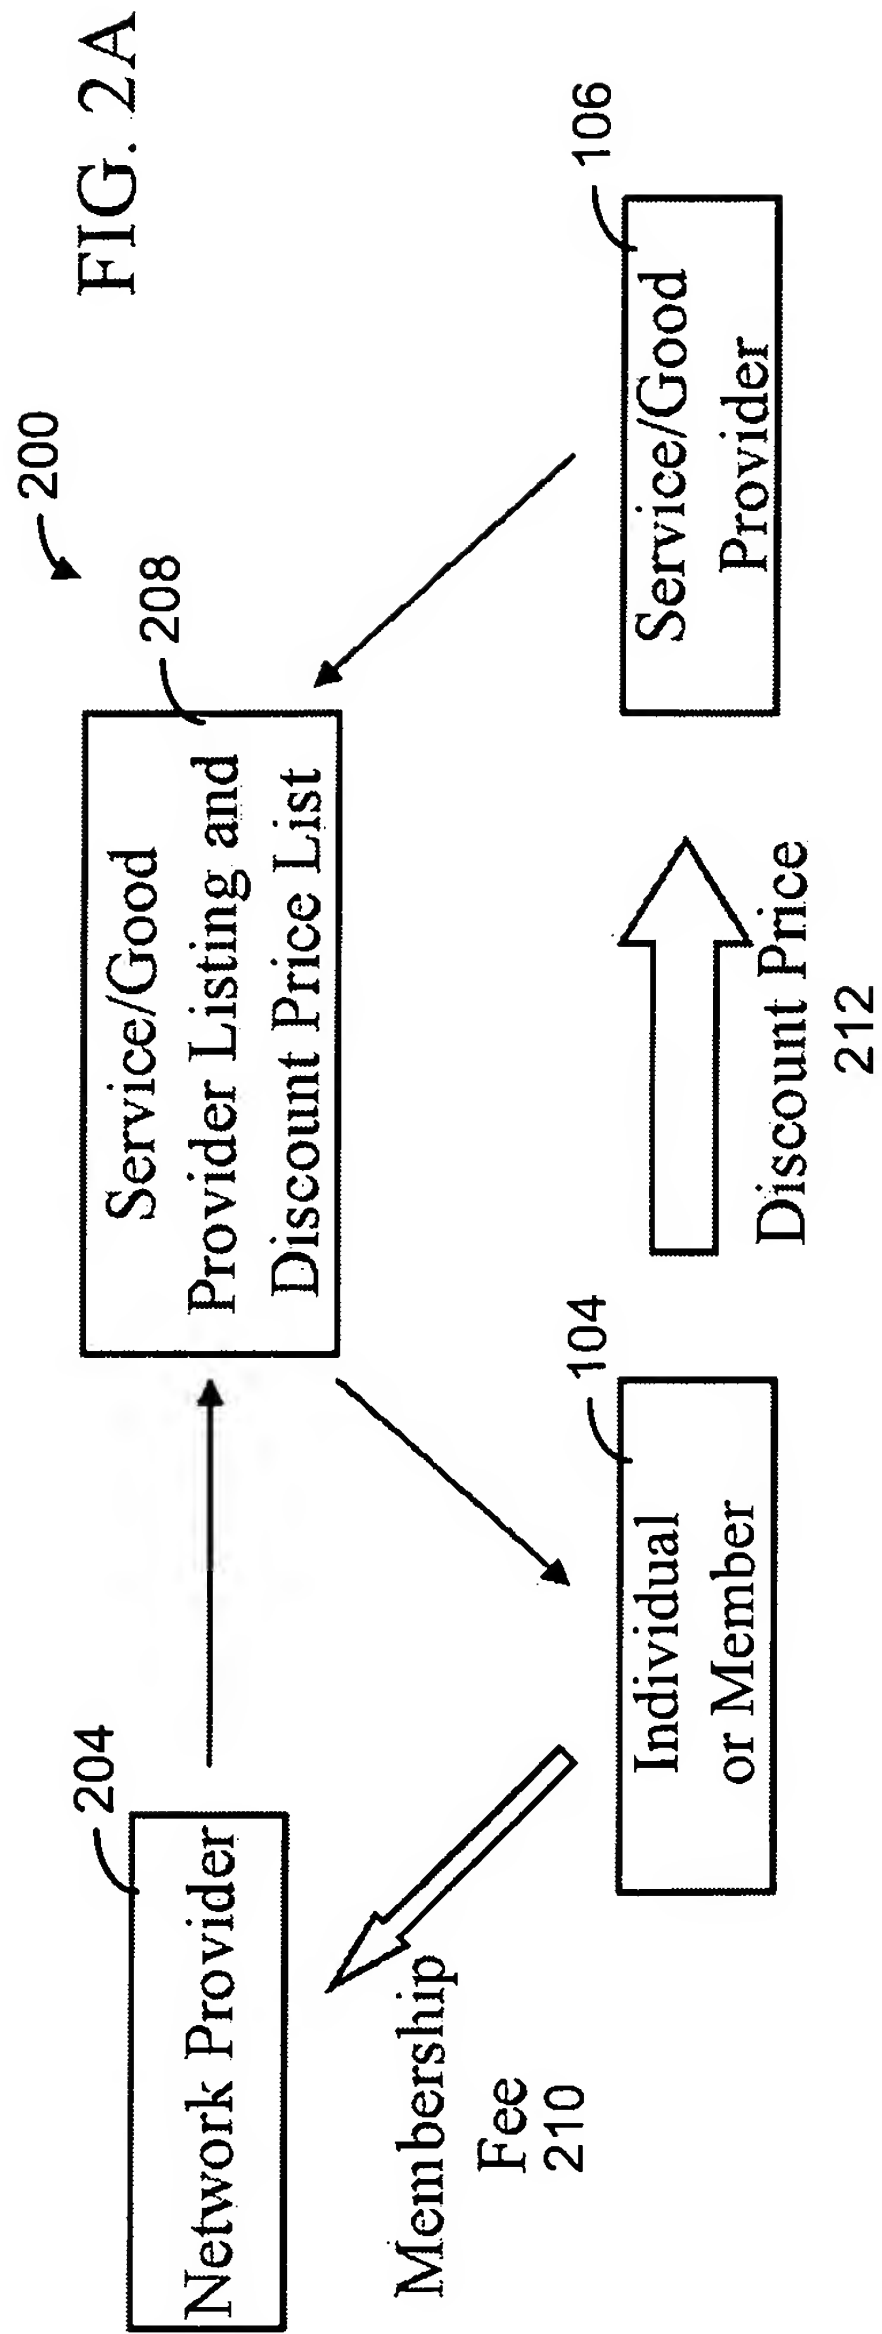 FIG. 2A
200
208
Service/Good
Provider Listing and
Discount Price List
204
Network Provider
Membership
Fee
210
104
Individual
or Member
Discount Price
212
106
Service/Good
Provider